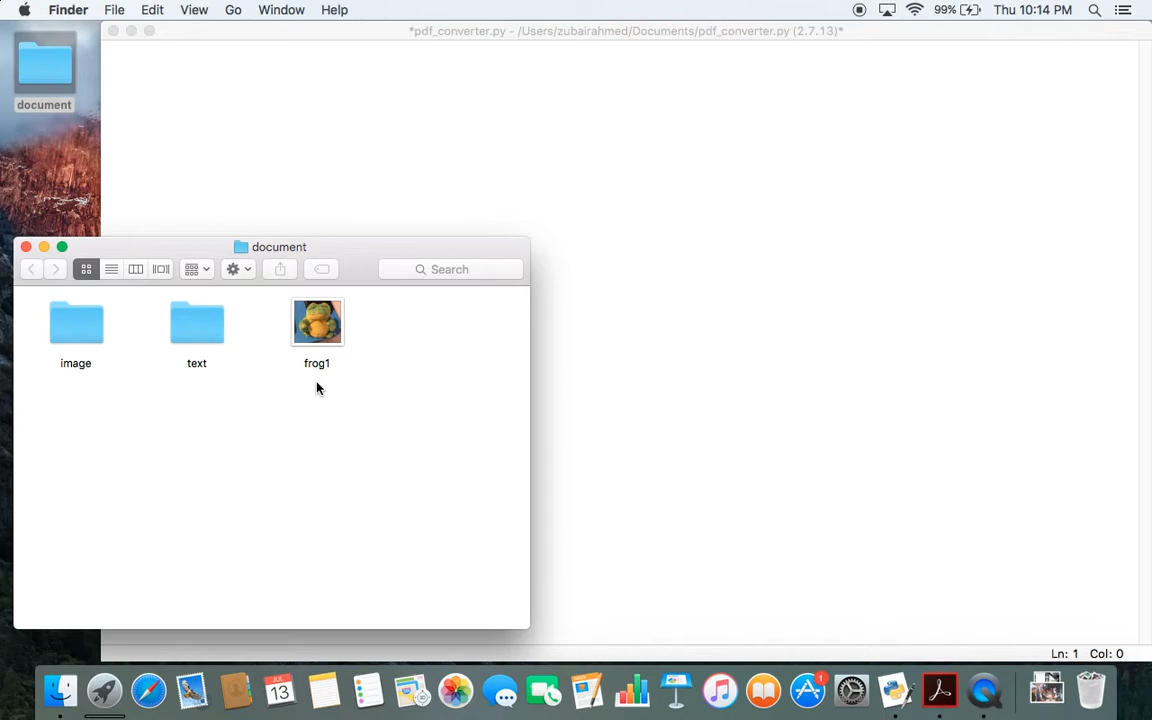 Finder File Edit View Go Window Help 99% Thu 10:14 PM
*pdf_converter.py - /Users/zubairahmed/Documents/pdf_converter.py (2.7.13)*
document
document
Search
image text frog1
Ln: 1 Col: 0
JUL
13
1